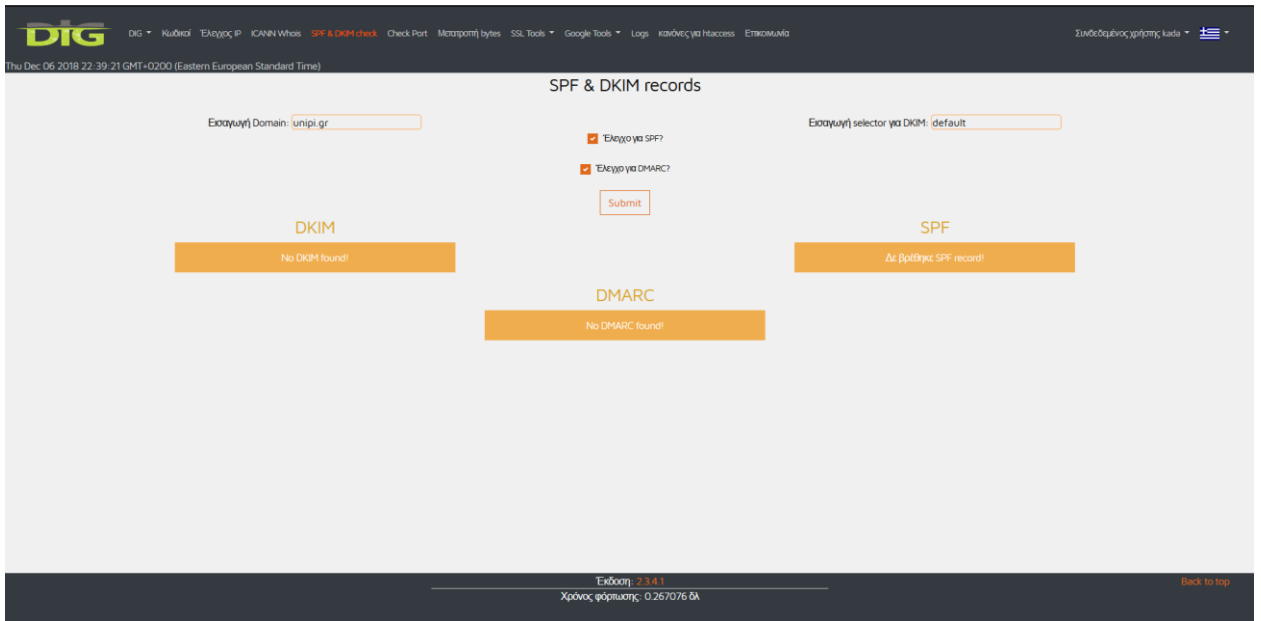 DIG
DIG Κωδικοί Έλεγχος IP ICANN Whois SPF & DKIM check Check Port Μετατροπή bytes SSL Tools Google Tools Logs κανόνες για htaccess Επικοινωνία Συνδεδεμένος χρήστης kada
Thu Dec 06 2018 22:39:21 GMT+0200 (Eastern European Standard Time)
SPF & DKIM records
Εισαγωγή Domain: unipi.gr
Εισαγωγή selector για DKIM: default
Έλεγχο για SPF?
Έλεγχο για DMARC?
Submit
DKIM
SPF
No DKIM found!
Δε βρέθηκε SPF record!
DMARC
No DMARC found!
Έκδοση: 2.3.4.1
Back to top
Χρόνος φόρτωσης: 0.267076 δλ